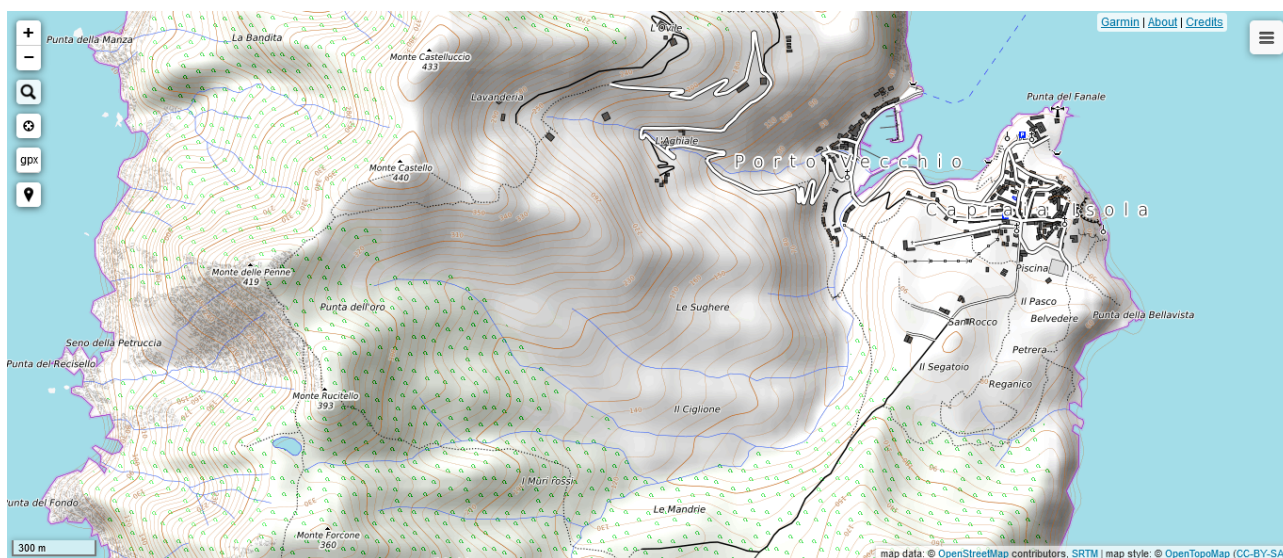 Garmin | About | Credits
+
−
gpx
Punta della Manza
La Bandita
Monte Castelluccio
433
L'Ovile
Lavanderia
Punta del Fanale
L'Aghiale
Porto Vecchio
Monte Castello
440
Capraia Isola
Monte delle Penne
419
Piscina
Punta dell'oro
Le Sughere
Il Pasco
San Rocco
Belvedere
Punta della Bellavista
Seno della Petruccia
Punta del Recisello
Petrera
Il Segatoio
Reganico
Monte Rucitello
393
Il Ciglione
140
I Muri rossi
Punta del Fondo
Le Mandrie
Monte Forcone
360
300 m
map data: © OpenStreetMap contributors, SRTM | map style: © OpenTopoMap (CC-BY-SA